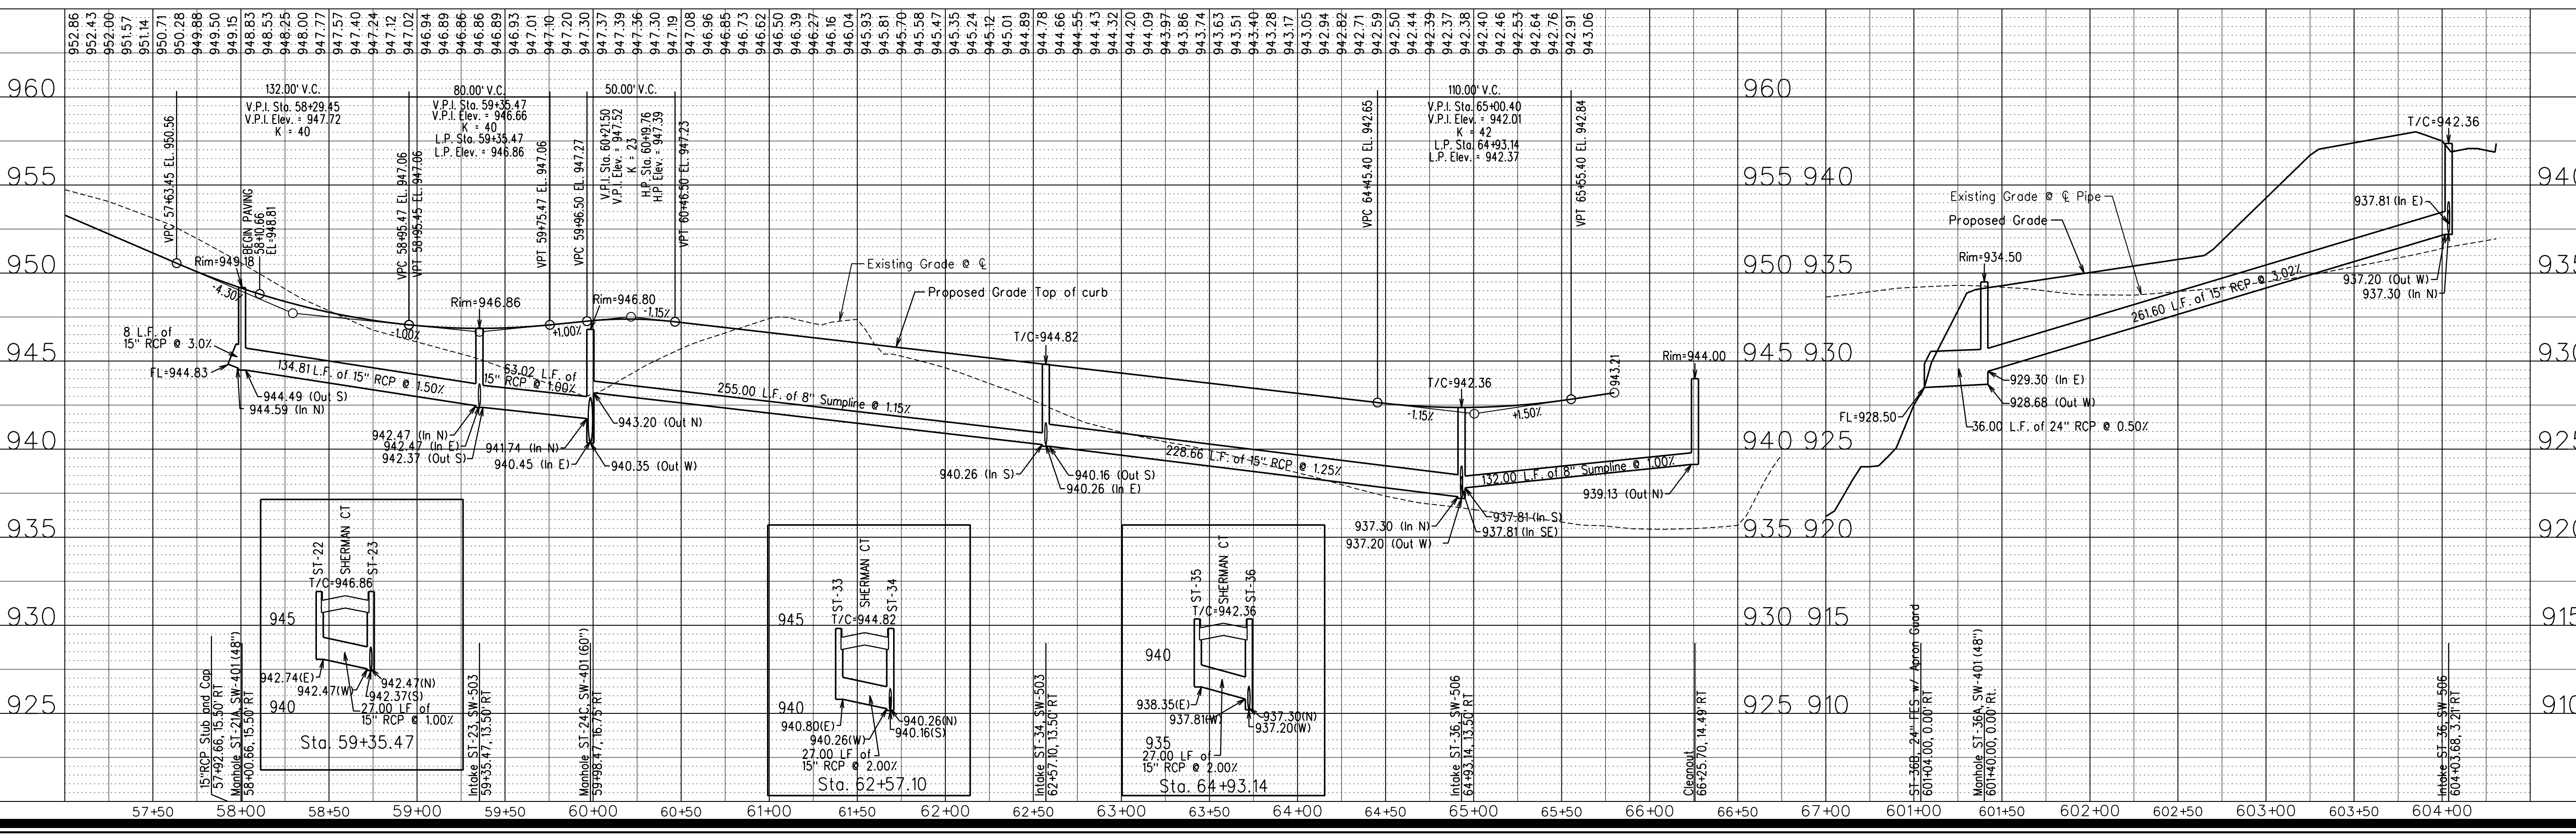 952.86 952.43 952.00 951.57 951.14 950.71 950.28 949.88 949.50 949.15 948.83 948.53 948.25 948.00 947.77 947.57 947.40 947.24 947.12 947.02 946.94 946.89 946.86 946.86 946.89 946.93 947.01 947.10 947.20 947.30 947.37 947.39 947.36 947.30 947.19 947.08 946.96 946.85 946.73 946.62 946.50 946.39 946.27 946.16 946.04 945.93 945.81 945.70 945.58 945.47 945.35 945.24 945.12 945.01 944.89 944.78 944.66 944.55 944.43 944.32 944.20 944.09 943.97 943.86 943.74 943.63 943.51 943.40 943.28 943.17 943.05 942.94 942.82 942.71 942.59 942.50 942.44 942.39 942.37 942.38 942.40 942.46 942.53 942.64 942.76 942.91 943.06
960
955
950
945
940
935
930
925
132.00' V.C.
V.P.I. Sta. 58+29.45
V.P.I. Elev. = 947.72
K = 40
80.00' V.C.
V.P.I. Sta. 59+35.47
V.P.I. Elev. = 946.66
K = 40
L.P. Sta. 59+35.47
L.P. Elev. = 946.86
50.00' V.C.
V.P.I. Sta. 60+21.50
V.P.I. Elev. = 947.52
K = 23
H.P. Sta. 60+19.76
H.P. Elev. = 947.39
110.00' V.C.
V.P.I. Sta. 65+00.40
V.P.I. Elev. = 942.01
K = 42
L.P. Sta. 64+93.14
L.P. Elev. = 942.37
VPC 57+63.45 EL. 950.56
BEGIN PAVING
58+10.66
EL=948.81
VPC 58+95.47 EL. 947.06
VPT 58+95.45 EL. 947.06
VPT 59+75.47 EL. 947.06
VPC 59+96.50 EL. 947.27
VPT 60+46.50 EL. 947.23
VPC 64+45.40 EL. 942.65
VPT 65+55.40 EL. 942.84
Rim=949.18
-4.30%
-1.00%
Rim=946.86
+1.00%
Rim=946.80
-1.15%
Existing Grade @ ℄
Proposed Grade Top of curb
T/C=944.82
T/C=942.36
-1.15%
+1.50%
943.21
Rim=944.00
8 L.F. of
15" RCP @ 3.0%
FL=944.83
944.49 (Out S)
944.59 (In N)
134.81 L.F. of 15" RCP @ 1.50%
63.02 L.F. of
15" RCP @ 1.00%
942.47 (In N)
942.47 (In E)
942.37 (Out S)
941.74 (In N)
940.45 (In E)
943.20 (Out N)
940.35 (Out W)
255.00 L.F. of 8" Sumpline @ 1.15%
940.26 (In S)
940.16 (Out S)
940.26 (In E)
228.66 L.F. of 15" RCP @ 1.25%
132.00 L.F. of 8" Sumpline @ 1.00%
939.13 (Out N)
937.30 (In N)
937.20 (Out W)
937.81 (In S)
937.81 (In SE)
ST-22
SHERMAN CT
ST-23
T/C=946.86
945
940
942.74(E)
942.47(W)
942.47(N)
942.37(S)
27.00 LF of
15" RCP @ 1.00%
Sta. 59+35.47
ST-33
SHERMAN CT
ST-34
T/C=944.82
945
940
940.80(E)
940.26(W)
940.26(N)
940.16(S)
27.00 LF of
15" RCP @ 2.00%
Sta. 62+57.10
ST-35
SHERMAN CT
ST-36
T/C=942.36
940
935
938.35(E)
937.81(W)
937.30(N)
937.20(W)
27.00 LF of
15" RCP @ 2.00%
Sta. 64+93.14
15"RCP Stub and Cap
57+92.66, 15.50' RT
Manhole ST-21A, SW-401 (48")
58+00.66, 15.50' RT
Intake ST-23, SW-503
59+35.47, 13.50' RT
Manhole ST-24C, SW-401 (60")
59+98.47, 16.75' RT
Intake ST-34, SW-503
62+57.10, 13.50' RT
Intake ST-36, SW-506
64+93.14, 13.50' RT
Cleanout
66+25.70, 14.49' RT
960
955 940
950 935
945 930
940 925
935 920
930 915
925 910
Existing Grade @ ℄ Pipe
Proposed Grade
Rim=934.50
T/C=942.36
937.81 (In E)
937.20 (Out W)
937.30 (In N)
261.60 L.F. of 15" RCP @ 3.02%
929.30 (In E)
928.68 (Out W)
FL=928.50
36.00 L.F. of 24" RCP @ 0.50%
ST-36B, 24" FES w/ Apron Guard
601+04.00, 0.00' RT
Manhole ST-36A, SW-401 (48")
601+40.00, 0.00' Rt.
Intake ST-36, SW-506
604+03.68, 3.21' RT
57+50 58+00 58+50 59+00 59+50 60+00 60+50 61+00 61+50 62+00 62+50 63+00 63+50 64+00 64+50 65+00 65+50 66+00 66+50 67+00 601+00 601+50 602+00 602+50 603+00 603+50 604+00